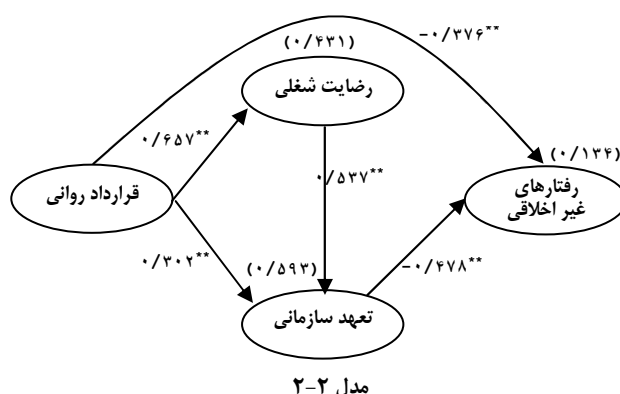 -۰/۳۷۶**
(۰/۴۳۱)
رضایت شغلی
۰/۶۵۷**
(۰/۱۳۴)
۰/۵۳۷**
قرارداد روانی
رفتارهای
غیر اخلاقی
۰/۳۰۲**
(۰/۵۹۳)
-۰/۴۷۸**
تعهد سازمانی
مدل ۲-۲